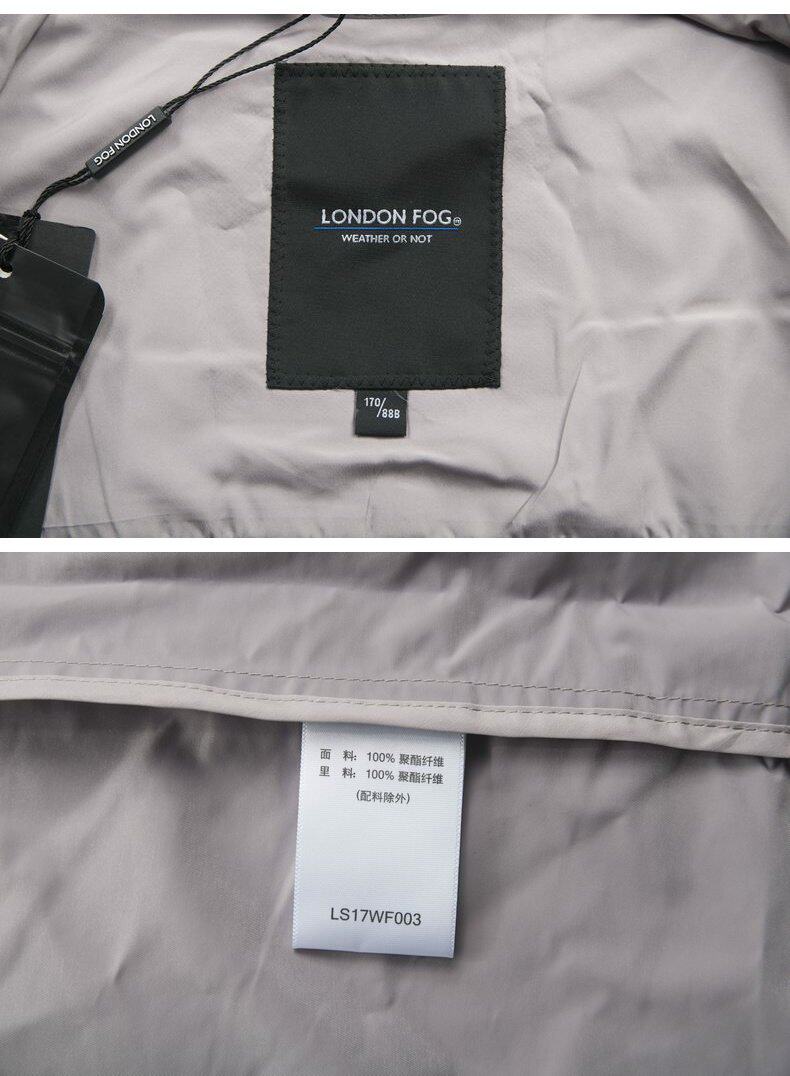 LONDON FOG
LONDON FOG
WEATHER OR NOT
170/88B
面 料: 100% 聚酯纤维
里 料: 100% 聚酯纤维
(配料除外)
LS17WF003